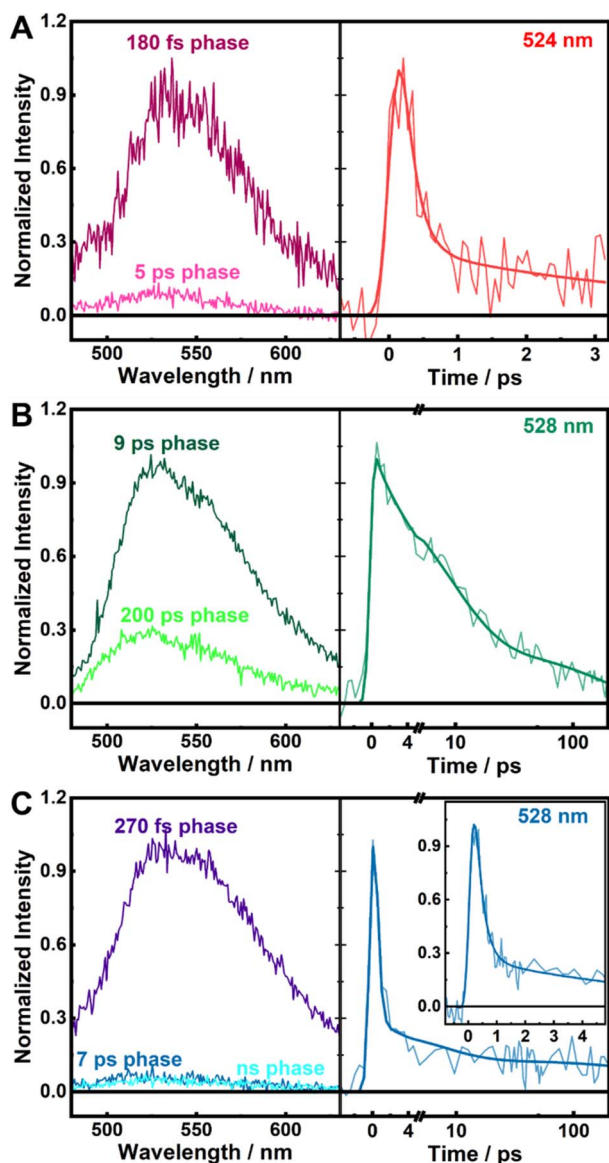 A
1.2
0.9
0.6
0.3
0.0
Normalized Intensity
180 fs phase
5 ps phase
500 550 600
Wavelength / nm
524 nm
0 1 2 3
Time / ps
B
1.2
0.9
0.6
0.3
0.0
Normalized Intensity
9 ps phase
200 ps phase
500 550 600
Wavelength / nm
528 nm
0 4 10 100
Time / ps
C
1.2
0.9
0.6
0.3
0.0
Normalized Intensity
270 fs phase
7 ps phase
ns phase
500 550 600
Wavelength / nm
528 nm
0.9
0.6
0.3
0.0
0 1 2 3 4
0 4 10 100
Time / ps